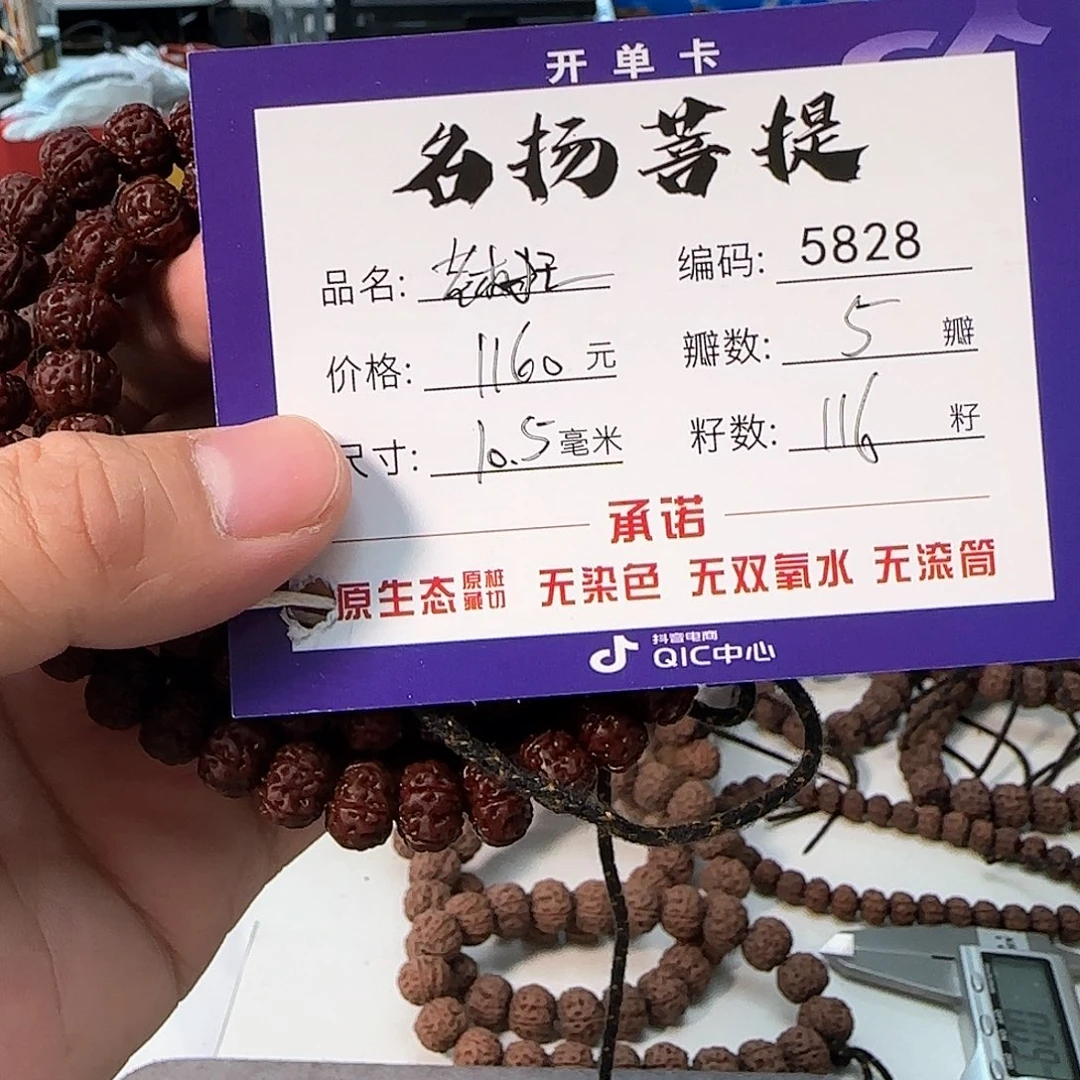 开单卡
名扬菩提
品名: 编码: 5828
价格: 1160 元 瓣数: 5 瓣
尺寸: 10.5 毫米 籽数: 116 籽
承诺
原生态 原桩藏切 无染色 无双氧水 无滚筒
抖音电商
QIC中心